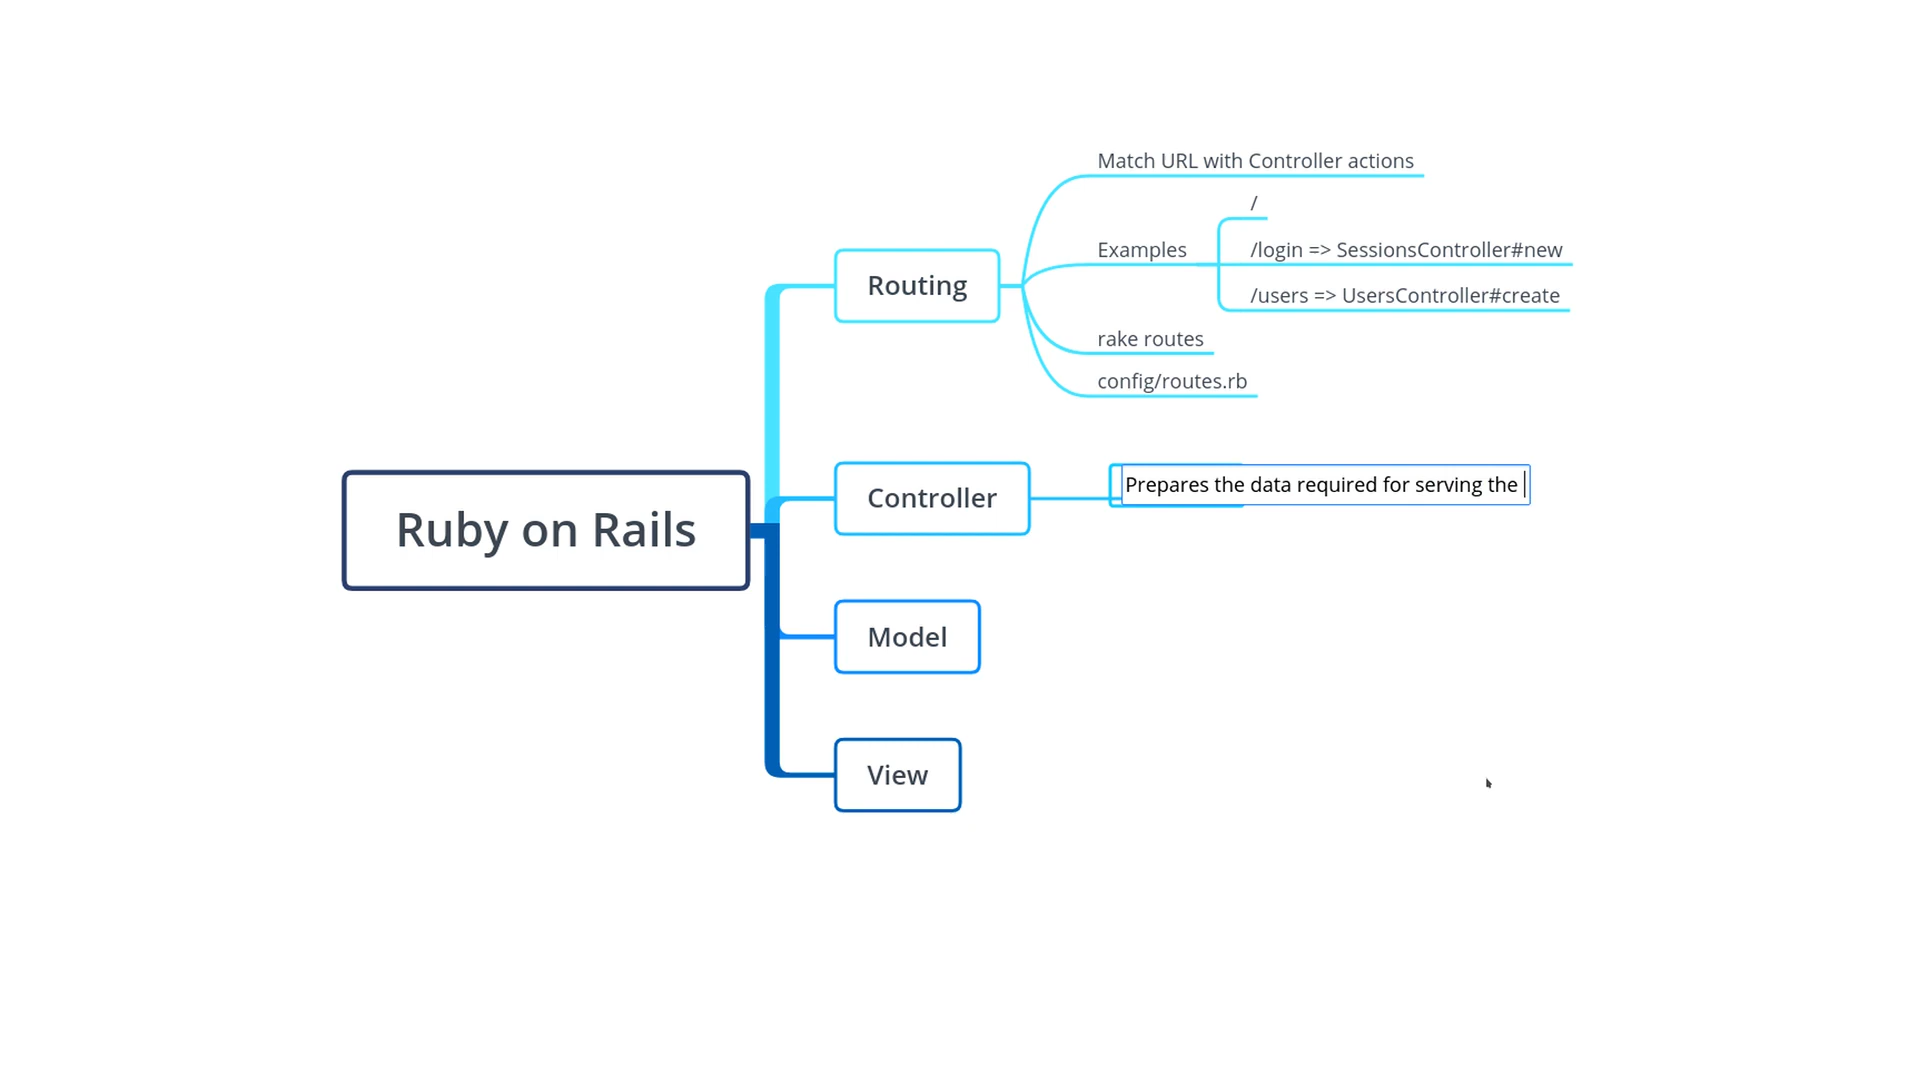 Ruby on Rails
Routing
Match URL with Controller actions
Examples
/
/login => SessionsController#new
/users => UsersController#create
rake routes
config/routes.rb
Controller
Prepares the data required for serving the
Model
View